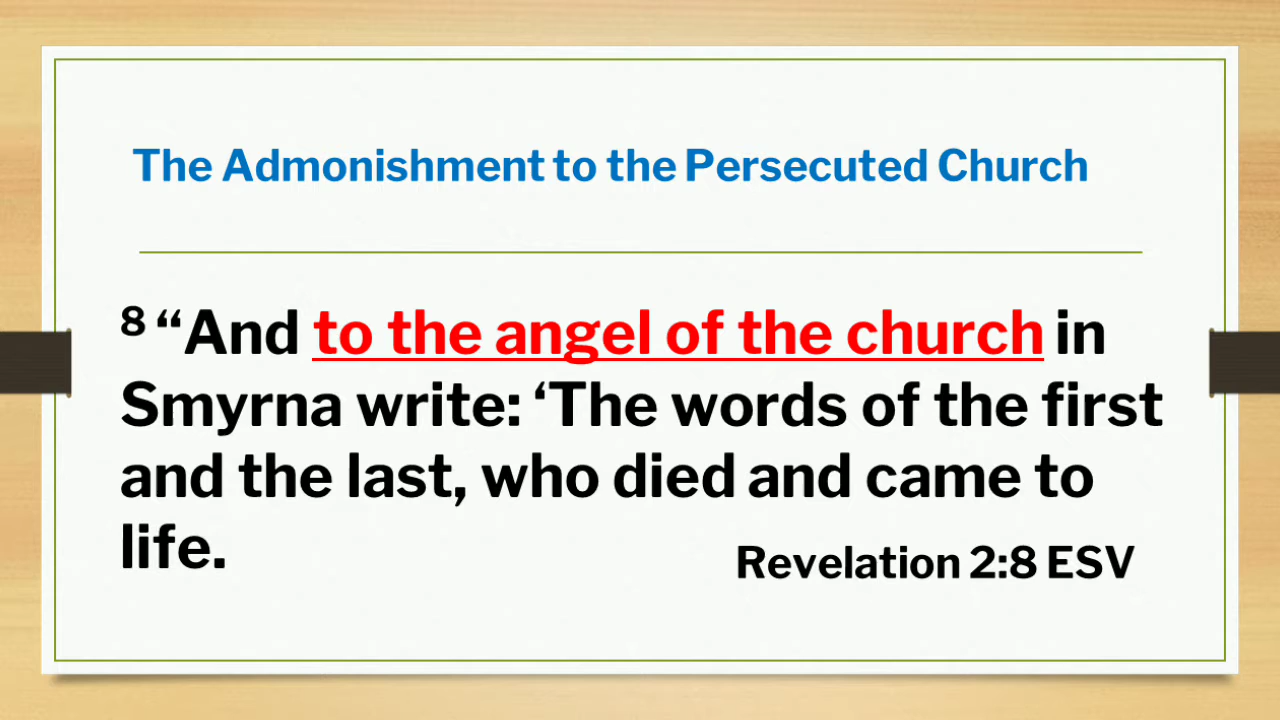 The Admonishment to the Persecuted Church
⁸ “And to the angel of the church in
Smyrna write: ‘The words of the first
and the last, who died and came to
life.
Revelation 2:8 ESV